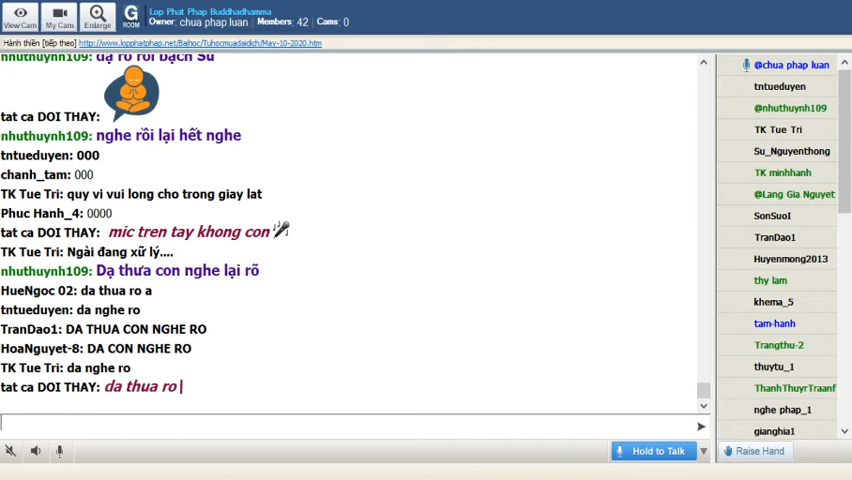 View Cam
My Cam
Enlarge
G
ROOM
Lop Phat Phap Buddhadhamma
Owner: chua phap luan Members: 42 Cams: 0
Hành thiền [tiếp theo] http://www.lopphatphap.net/Baihoc/Tuhocmuadaidich/May-10-2020.htm
nhuthuynh109: dạ rõ rồi bạch Sư
tat ca DOI THAY:
nhuthuynh109: nghe rồi lại hết nghe
tntueduyen: 000
chanh_tam: 000
TK Tue Tri: quy vi vui long cho trong giay lat
Phuc Hanh_4: 0000
tat ca DOI THAY: mic tren tay khong con
TK Tue Tri: Ngài đang xữ lý....
nhuthuynh109: Dạ thưa con nghe lại rõ
HueNgoc 02: da thua ro a
tntueduyen: da nghe ro
TranDao1: DA THUA CON NGHE RO
HoaNguyet-8: DA CON NGHE RO
TK Tue Tri: da nghe ro
tat ca DOI THAY: da thua ro |
Hold to Talk
@chua phap luan
tntueduyen
@nhuthuynh109
TK Tue Tri
Su_Nguyenthong
TK minhhanh
@Lang Gia Nguyet
SonSuoI
TranDao1
Huyenmong2013
thy lam
khema_5
tam-hanh
Trangthu-2
thuytu_1
ThanhThuyrTraanf
nghe phap_1
gianghia1
Raise Hand